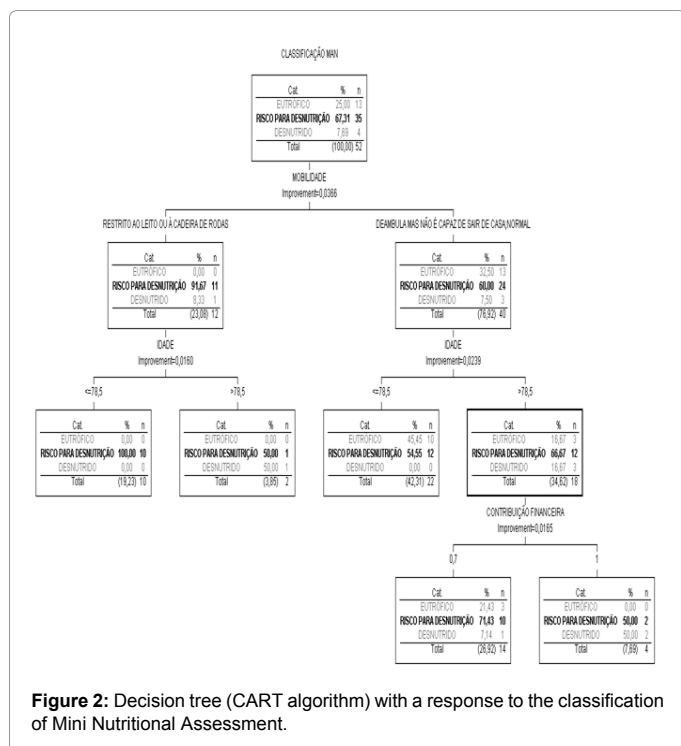 CLASSIFICAÇÃO MAN
Cat. % n
EUTRÓFICO 25,00 13
RISCO PARA DESNUTRIÇÃO 67,31 35
DESNUTRIDO 7,69 4
Total (100,00) 52
MOBILIDADE
Improvement=0,0366
RESTRITO AO LEITO OU À CADEIRA DE RODAS
DEAMBULA MAS NÃO É CAPAZ DE SAIR DE CASA;NORMAL
Cat. % n
EUTRÓFICO 0,00 0
RISCO PARA DESNUTRIÇÃO 91,67 11
DESNUTRIDO 8,33 1
Total (23,08) 12
Cat. % n
EUTRÓFICO 32,50 13
RISCO PARA DESNUTRIÇÃO 60,00 24
DESNUTRIDO 7,50 3
Total (76,92) 40
IDADE
Improvement=0,0160
IDADE
Improvement=0,0239
<=78,5
>78,5
<=78,5
>78,5
Cat. % n
EUTRÓFICO 0,00 0
RISCO PARA DESNUTRIÇÃO 100,00 10
DESNUTRIDO 0,00 0
Total (19,23) 10
Cat. % n
EUTRÓFICO 0,00 0
RISCO PARA DESNUTRIÇÃO 50,00 1
DESNUTRIDO 50,00 1
Total (3,85) 2
Cat. % n
EUTRÓFICO 45,45 10
RISCO PARA DESNUTRIÇÃO 54,55 12
DESNUTRIDO 0,00 0
Total (42,31) 22
Cat. % n
EUTRÓFICO 16,67 3
RISCO PARA DESNUTRIÇÃO 66,67 12
DESNUTRIDO 16,67 3
Total (34,62) 18
CONTRIBUIÇÃO FINANCEIRA
Improvement=0,0165
0,7
1
Cat. % n
EUTRÓFICO 21,43 3
RISCO PARA DESNUTRIÇÃO 71,43 10
DESNUTRIDO 7,14 1
Total (26,92) 14
Cat. % n
EUTRÓFICO 0,00 0
RISCO PARA DESNUTRIÇÃO 50,00 2
DESNUTRIDO 50,00 2
Total (7,69) 4
Figure 2: Decision tree (CART algorithm) with a response to the classification
of Mini Nutritional Assessment.